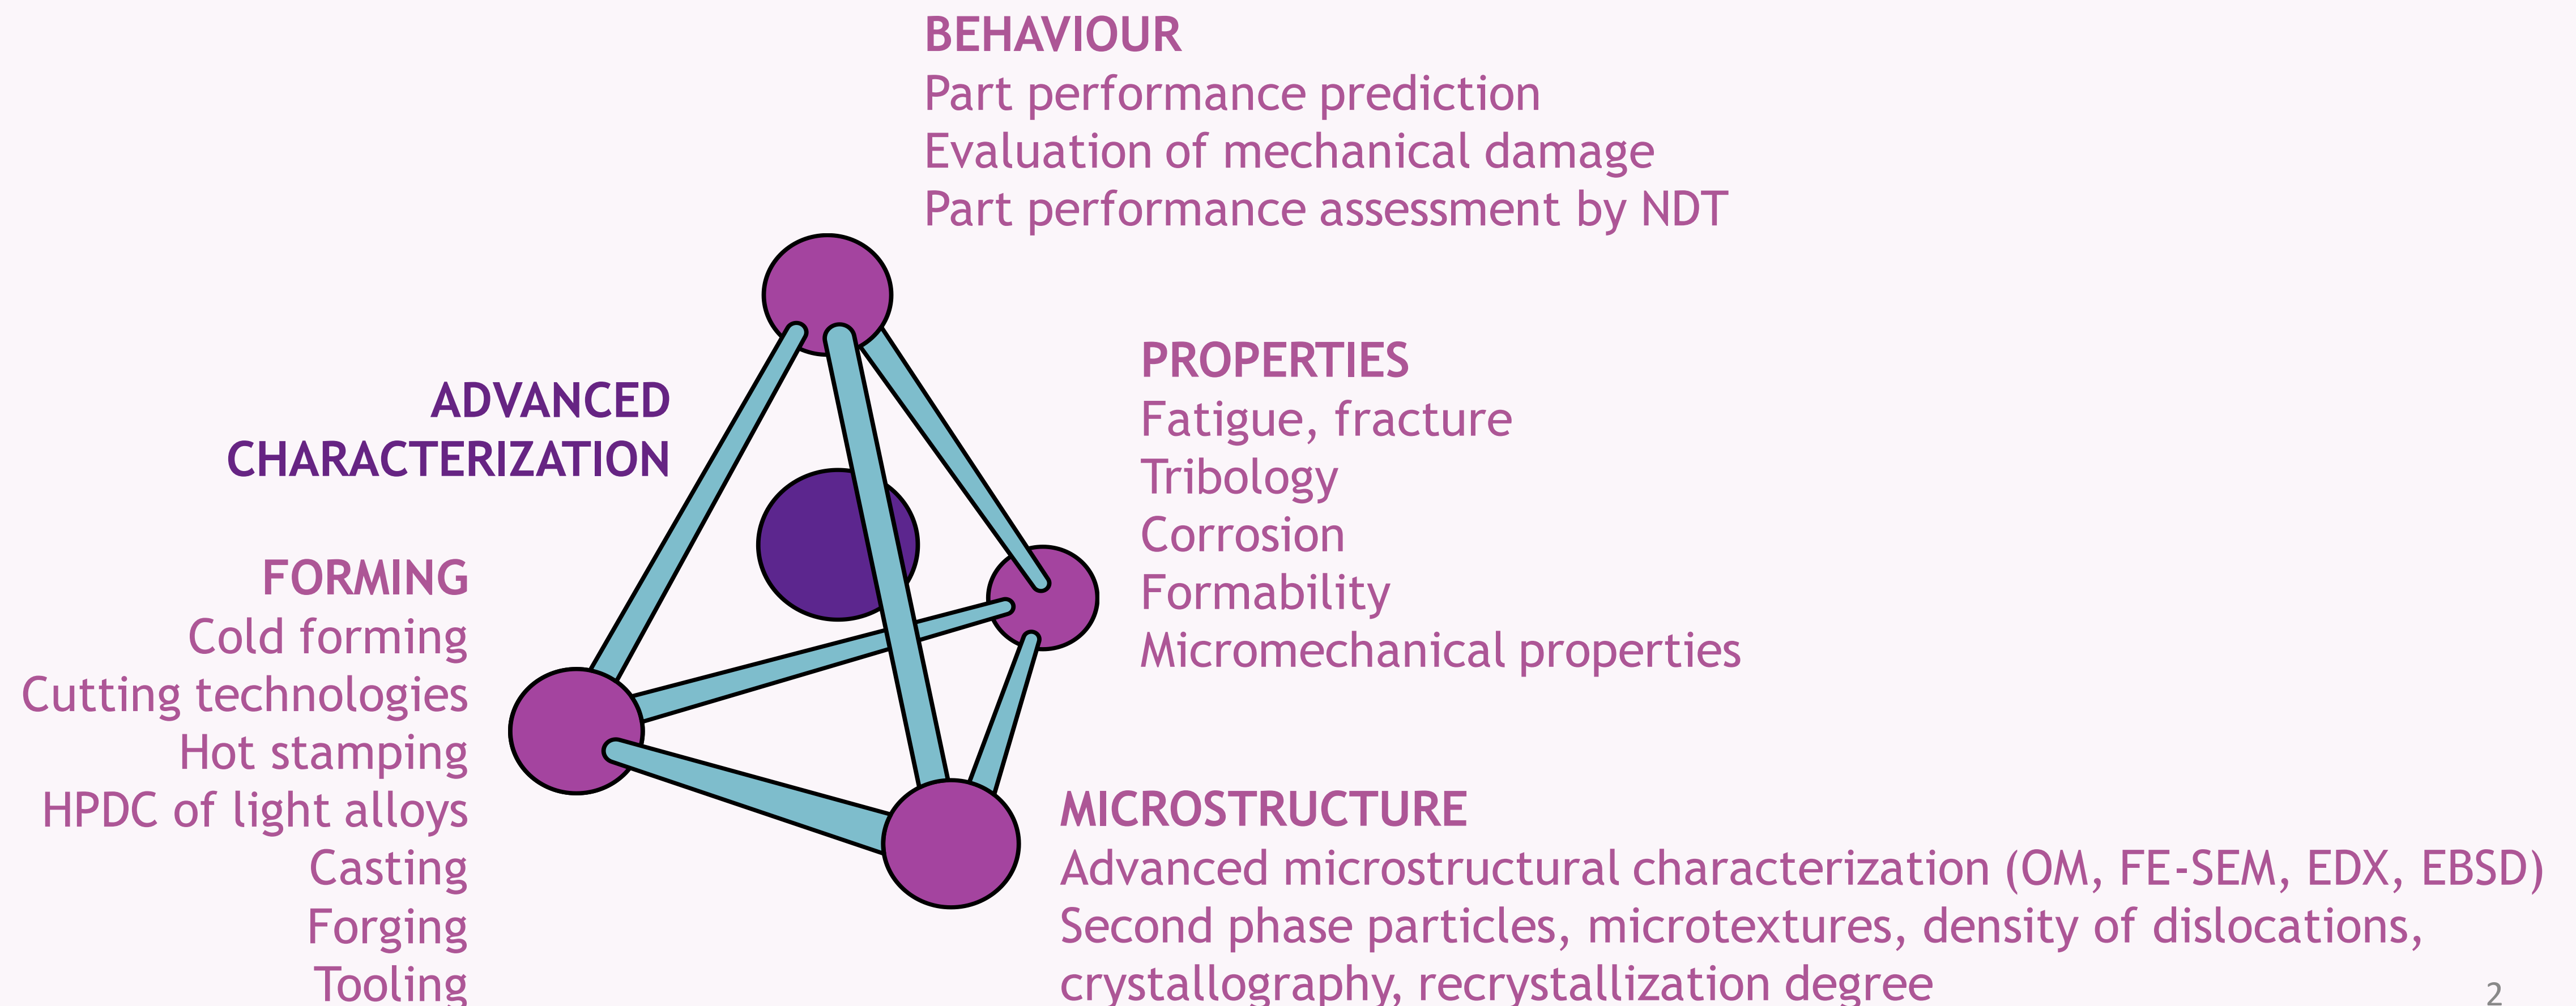 BEHAVIOUR
Part performance prediction
Evaluation of mechanical damage
Part performance assessment by NDT
PROPERTIES
Fatigue, fracture
Tribology
Corrosion
Formability
Micromechanical properties
ADVANCED
CHARACTERIZATION
FORMING
Cold forming
Cutting technologies
Hot stamping
HPDC of light alloys
Casting
Forging
Tooling
MICROSTRUCTURE
Advanced microstructural characterization (OM, FE-SEM, EDX, EBSD)
Second phase particles, microtextures, density of dislocations,
crystallography, recrystallization degree
2